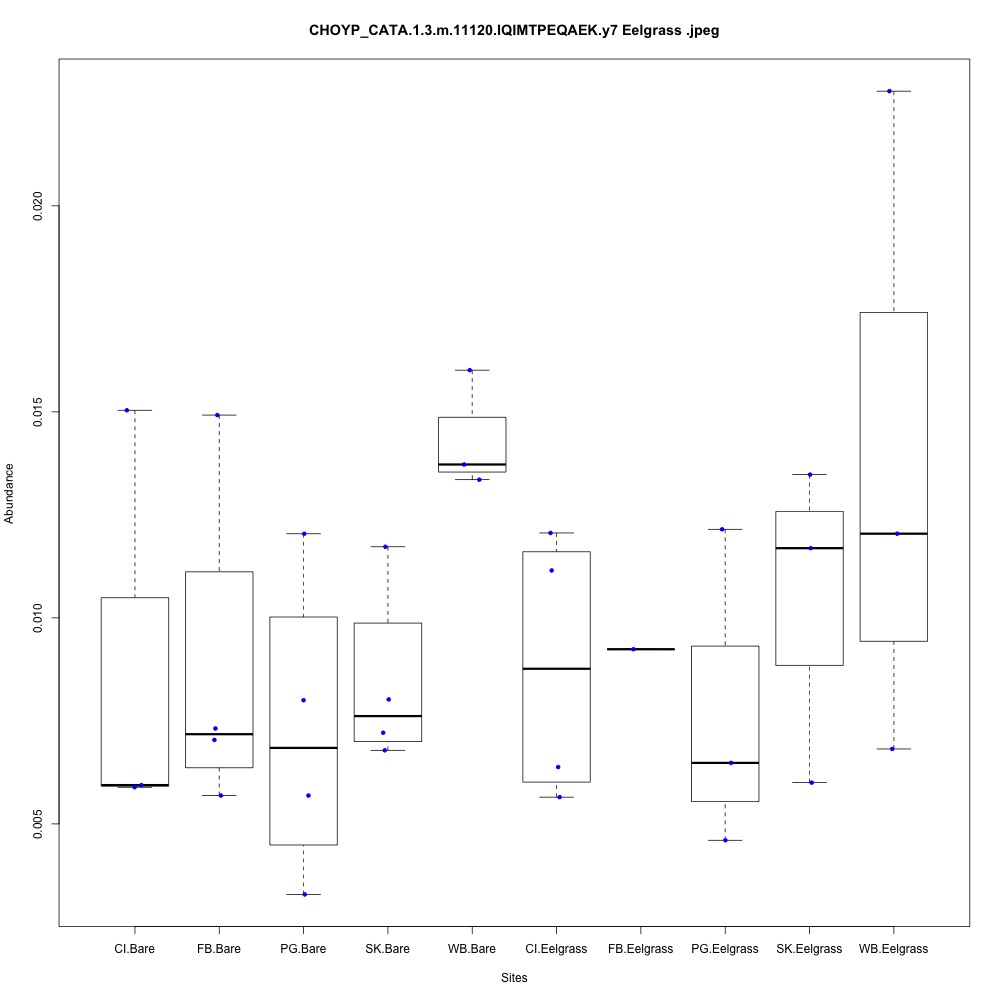 CHOYP_CATA.1.3.m.11120.IQIMTPEQAEK.y7 Eelgrass .jpeg
Abundance
0.020
0.015
0.010
0.005
CI.Bare FB.Bare PG.Bare SK.Bare WB.Bare CI.Eelgrass FB.Eelgrass PG.Eelgrass SK.Eelgrass WB.Eelgrass
Sites